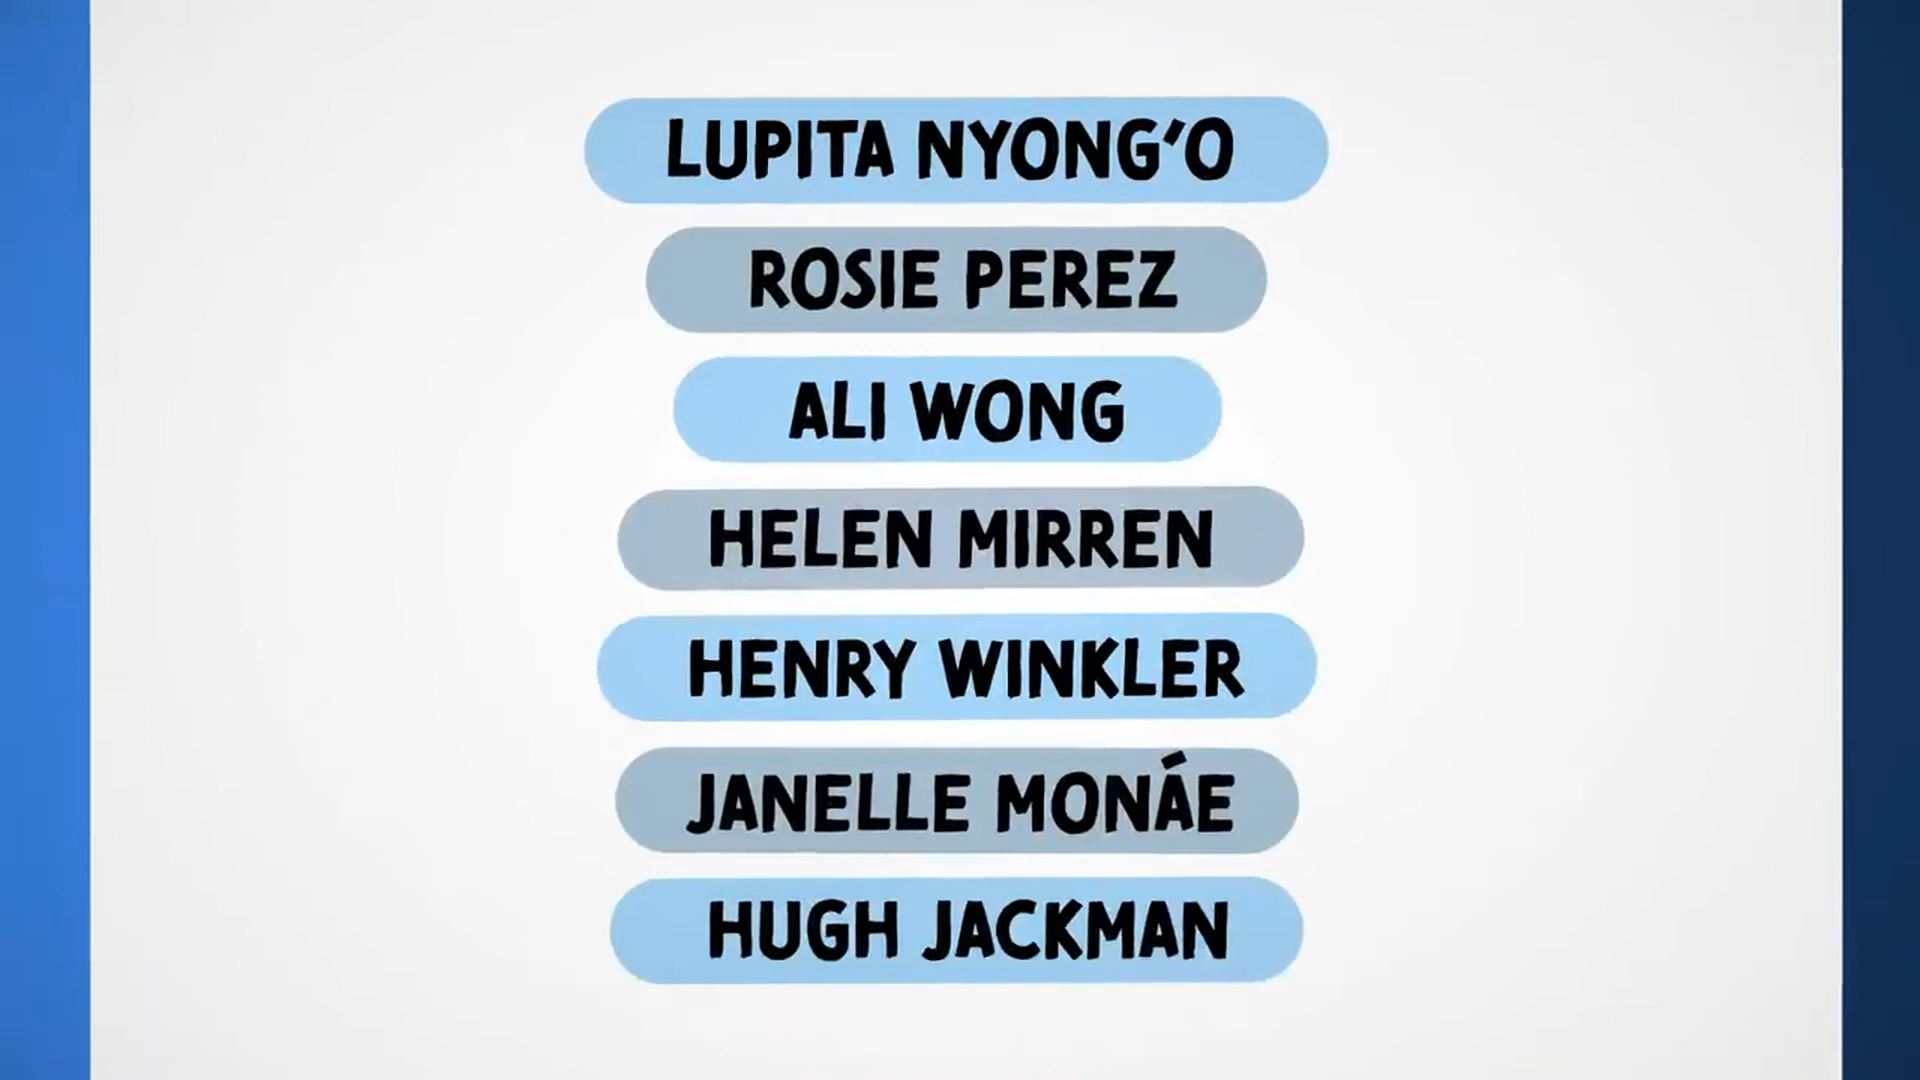 LUPITA NYONG'O
ROSIE PEREZ
ALI WONG
HELEN MIRREN
HENRY WINKLER
JANELLE MONÁE
HUGH JACKMAN